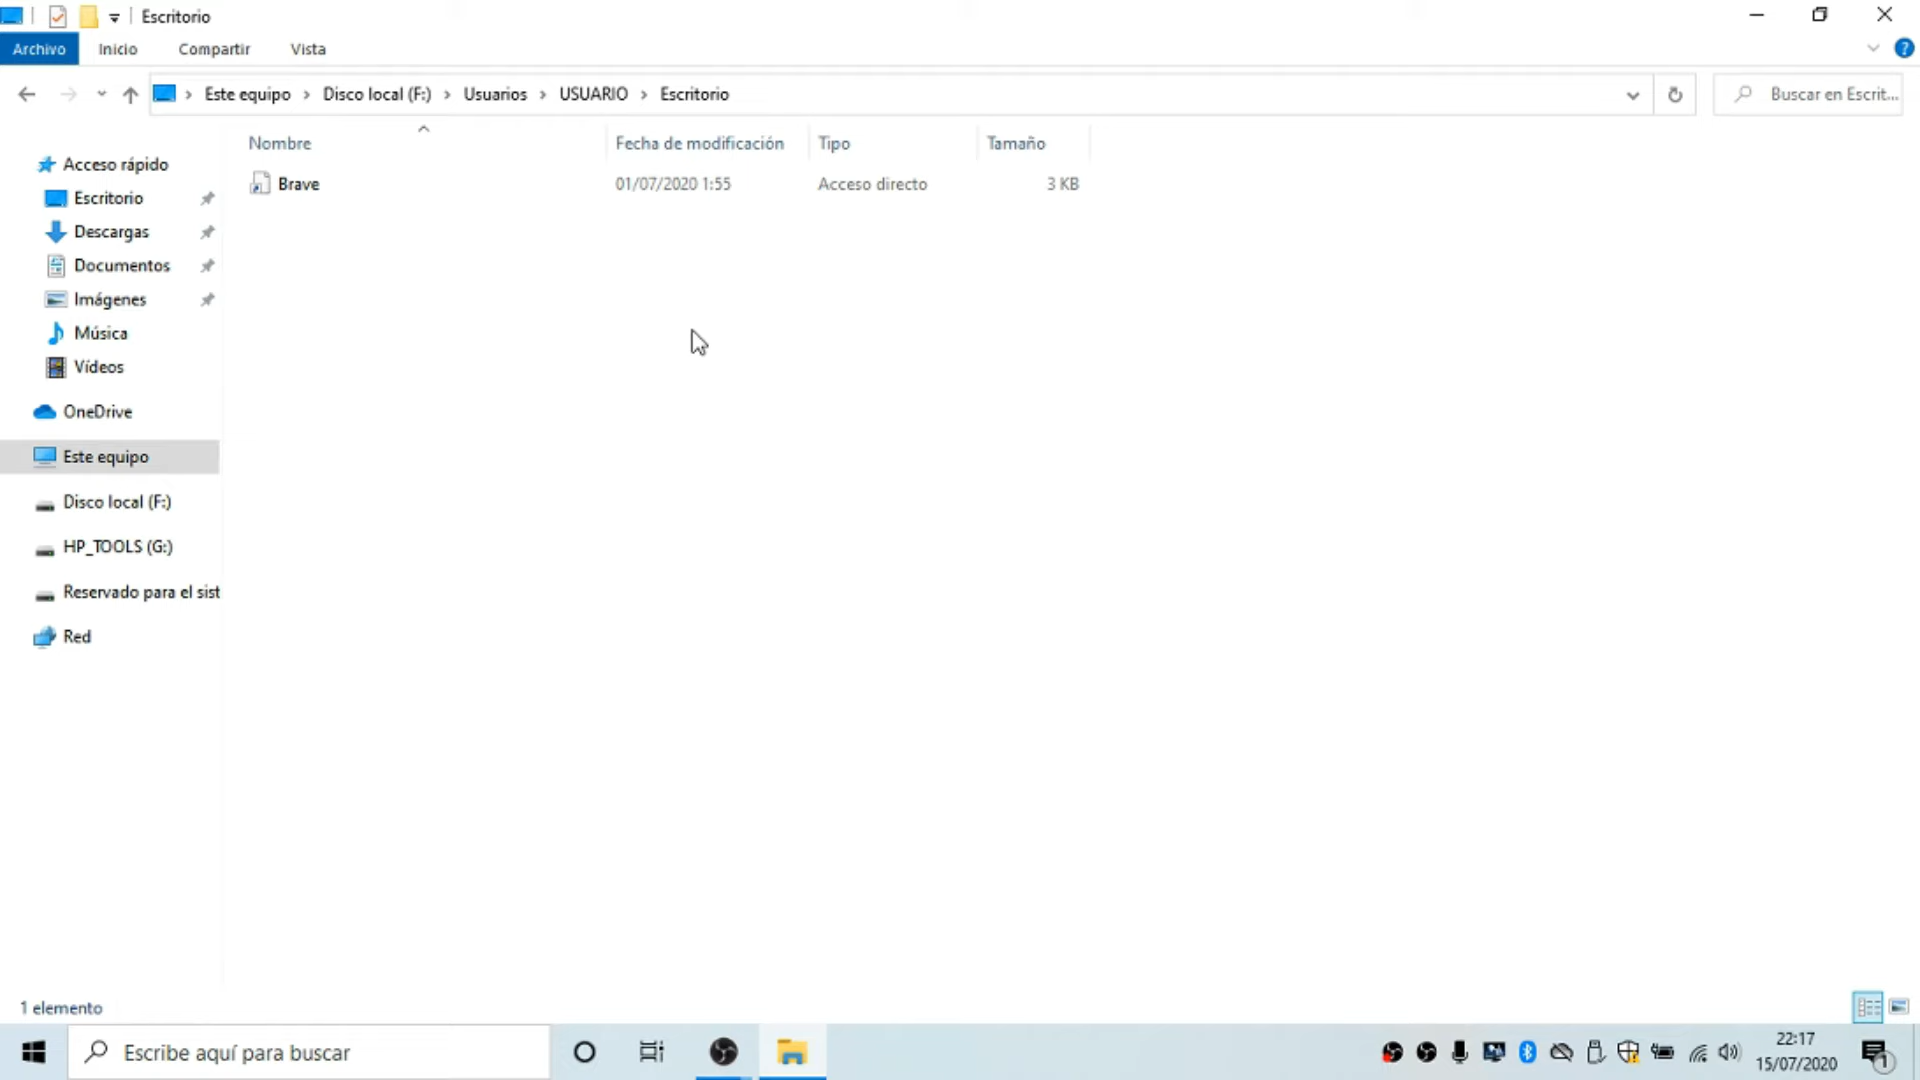 Escritorio
Archivo Inicio Compartir Vista
Este equipo Disco local (F:) Usuarios USUARIO Escritorio
Buscar en Escrit...
Nombre Fecha de modificación Tipo Tamaño
Brave 01/07/2020 1:55 Acceso directo 3 KB
Acceso rápido
Escritorio
Descargas
Documentos
Imágenes
Música
Vídeos
OneDrive
Este equipo
Disco local (F:)
HP_TOOLS (G:)
Reservado para el sist
Red
1 elemento
Escribe aquí para buscar
22:17
15/07/2020
1